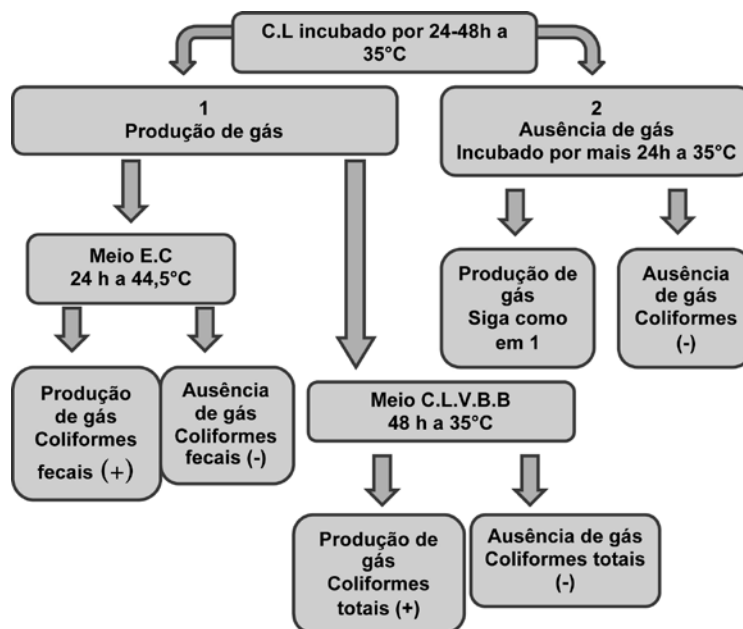 C.L incubado por 24-48h a
35°C
1
Produção de gás
2
Ausência de gás
Incubado por mais 24h a 35°C
Meio E.C
24 h a 44,5°C
Produção de
gás
Siga como
em 1
Ausência
de gás
Coliformes
(-)
Produção
de gás
Coliformes
fecais (+)
Ausência
de gás
Coliformes
fecais (-)
Meio C.L.V.B.B
48 h a 35°C
Produção de
gás
Coliformes
totais (+)
Ausência de gás
Coliformes totais
(-)